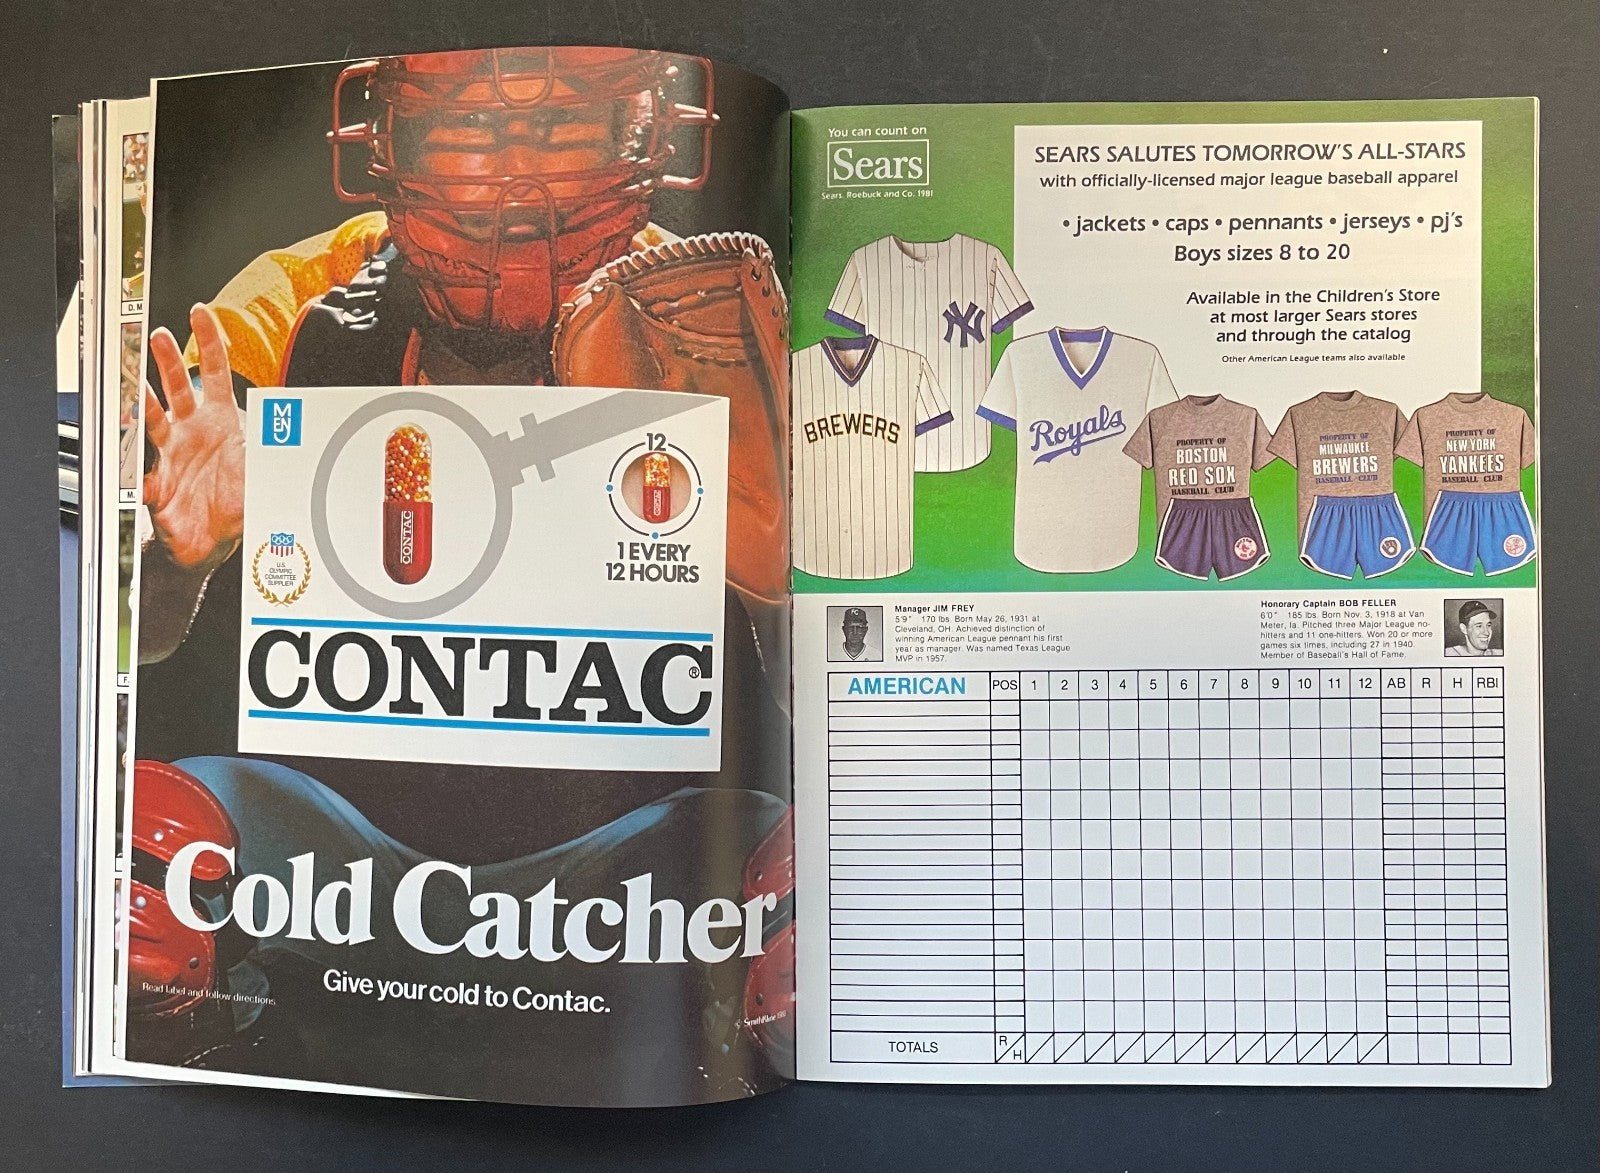 D. M
M.
F.
MENJ
CONTAC
12
CONTAC
1 EVERY
12 HOURS
U.S.
OLYMPIC
COMMITTEE
SUPPLIER
CONTAC®
Cold Catcher
Give your cold to Contac.
Read label and follow directions.
© SmithKline 1981
You can count on
Sears
Sears, Roebuck and Co. 1981
SEARS SALUTES TOMORROW'S ALL-STARS
with officially-licensed major league baseball apparel
• jackets • caps • pennants • jerseys • pj's
Boys sizes 8 to 20
Available in the Children's Store
at most larger Sears stores
and through the catalog
Other American League teams also available
NY
BREWERS
Royals
PROPERTY OF
BOSTON
RED SOX
BASEBALL CLUB
PROPERTY OF
MILWAUKEE
BREWERS
BASEBALL CLUB
PROPERTY OF
NEW YORK
YANKEES
BASEBALL CLUB
Manager JIM FREY
5'9" 170 lbs. Born May 26, 1931 at
Cleveland, OH. Achieved distinction of
winning American League pennant his first
year as manager. Was named Texas League
MVP in 1957.
Honorary Captain BOB FELLER
6'0" 185 lbs. Born Nov. 3, 1918 at Van
Meter, Ia. Pitched three Major League no-
hitters and 11 one-hitters. Won 20 or more
games six times, including 27 in 1940.
Member of Baseball's Hall of Fame.
AMERICAN POS 1 2 3 4 5 6 7 8 9 10 11 12 AB R H RBI
TOTALS R/H